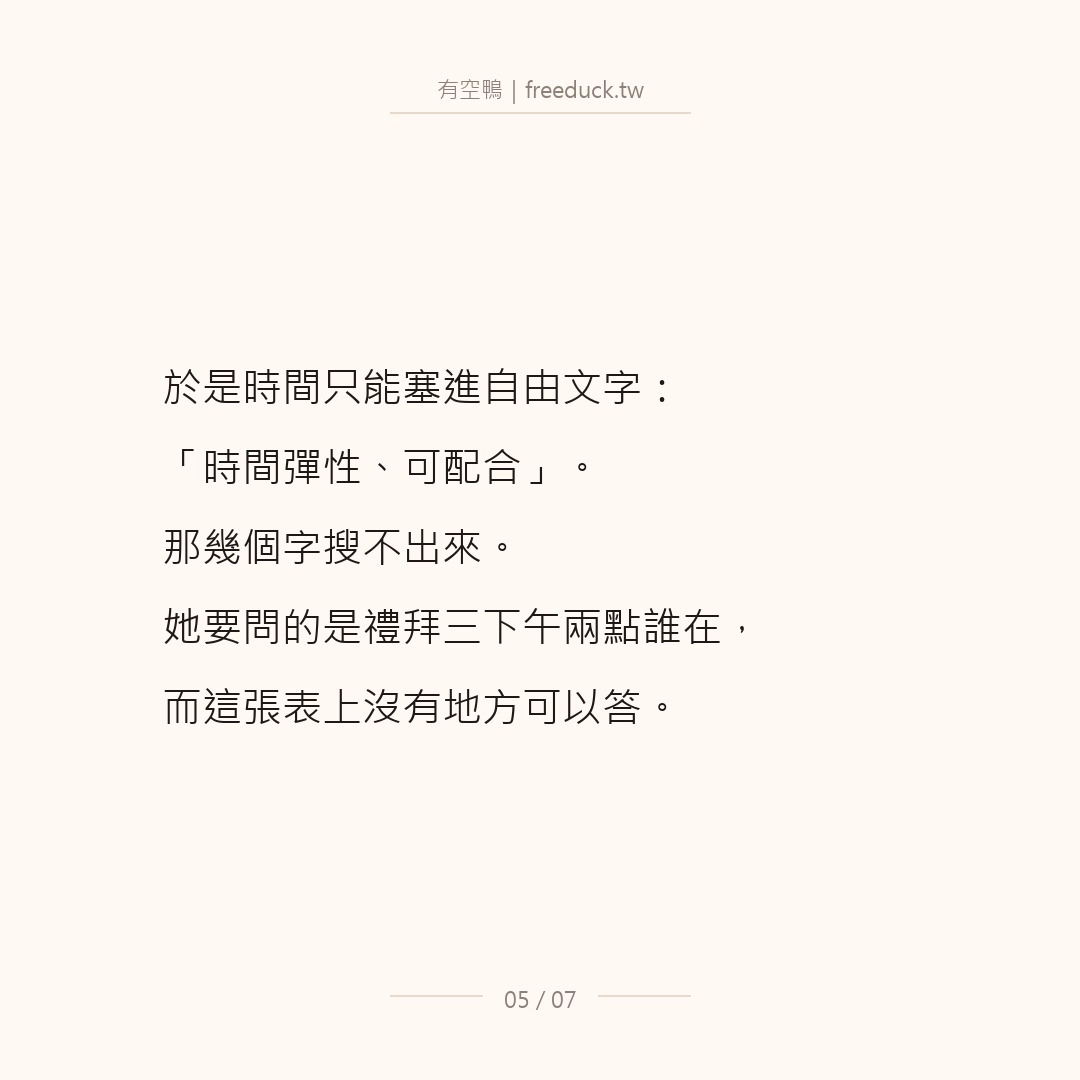 有空鴨｜freeduck.tw
於是時間只能塞進自由文字：
「時間彈性、可配合」。
那幾個字搜不出來。
她要問的是禮拜三下午兩點誰在，
而這張表上沒有地方可以答。
05 / 07